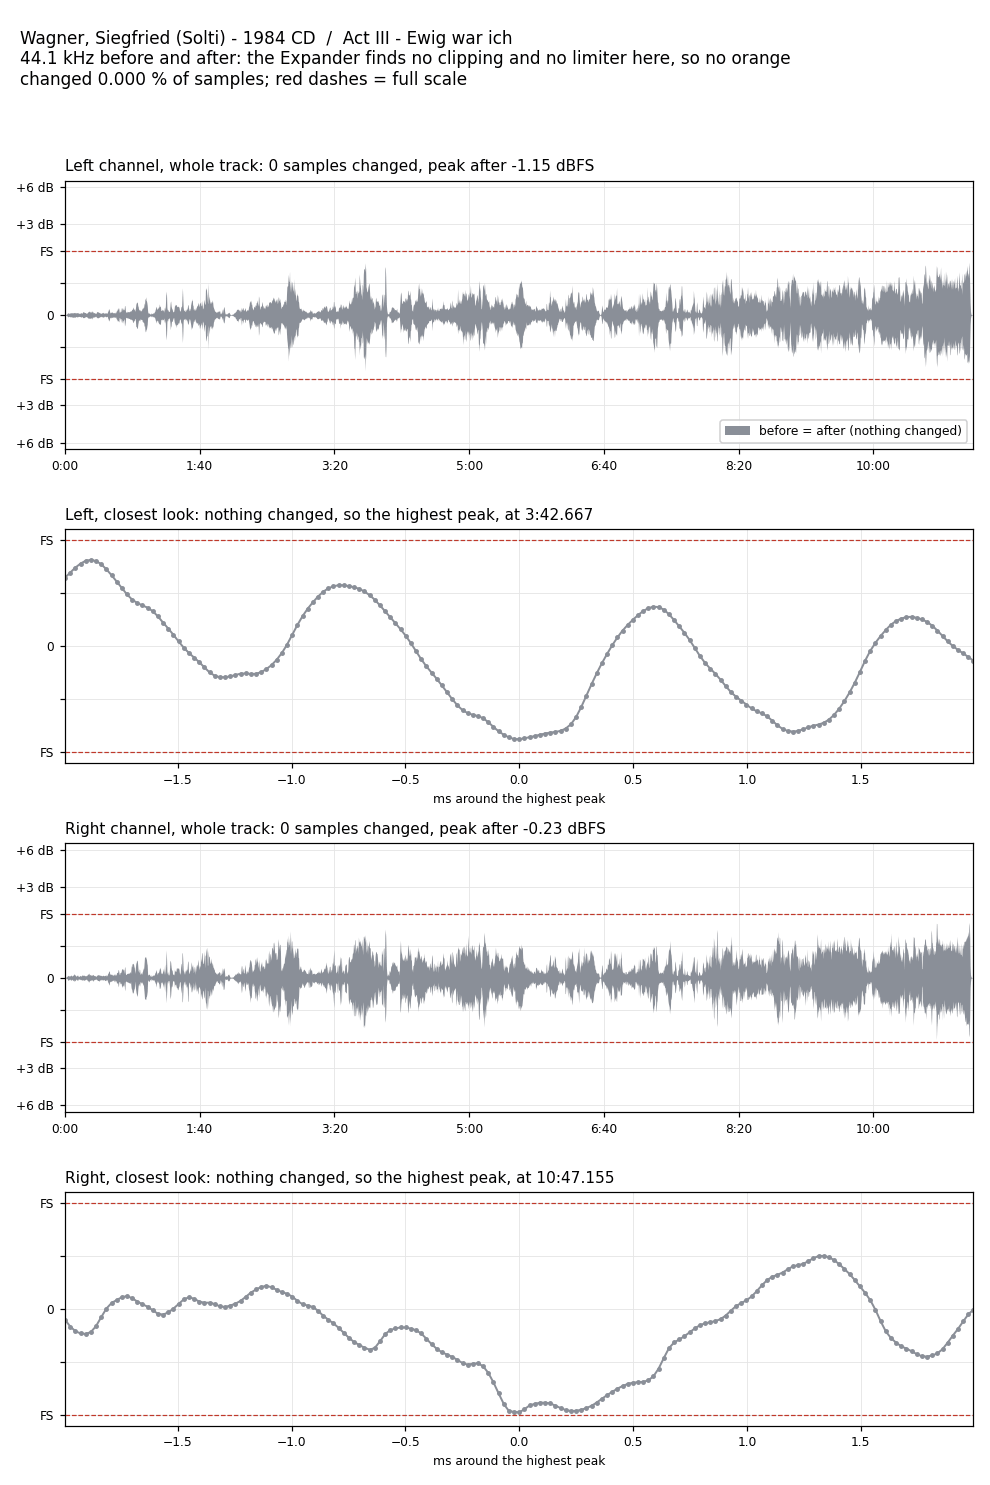 Wagner, Siegfried (Solti) - 1984 CD  /  Act III - Ewig war ich
44.1 kHz before and after: the Expander finds no clipping and no limiter here, so no orange
changed 0.000 % of samples; red dashes = full scale
Left channel, whole track: 0 samples changed, peak after -1.15 dBFS
+6 dB
+3 dB
FS
0
FS
+3 dB
+6 dB
before = after (nothing changed)
0:00 1:40 3:20 5:00 6:40 8:20 10:00
Left, closest look: nothing changed, so the highest peak, at 3:42.667
FS
0
FS
−1.5 −1.0 −0.5 0.0 0.5 1.0 1.5
ms around the highest peak
Right channel, whole track: 0 samples changed, peak after -0.23 dBFS
+6 dB
+3 dB
FS
0
FS
+3 dB
+6 dB
0:00 1:40 3:20 5:00 6:40 8:20 10:00
Right, closest look: nothing changed, so the highest peak, at 10:47.155
FS
0
FS
−1.5 −1.0 −0.5 0.0 0.5 1.0 1.5
ms around the highest peak